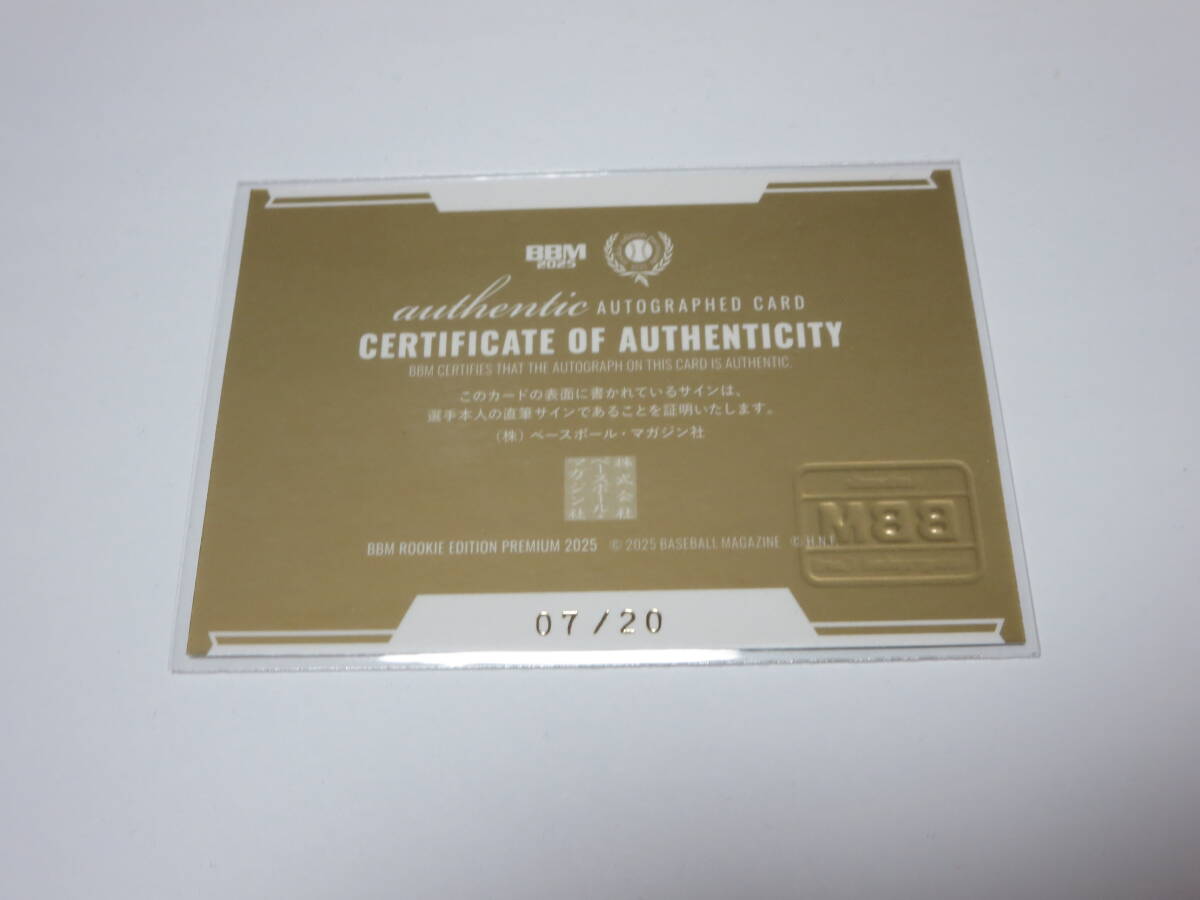 BBM
2025
authentic AUTOGRAPHED CARD
CERTIFICATE OF AUTHENTICITY
BBM CERTIFIES THAT THE AUTOGRAPH ON THIS CARD IS AUTHENTIC.
このカードの表面に書かれているサインは、
選手本人の直筆サインであることを証明いたします。
(株)ベースボール・マガジン社
株式会社
ベースボール
マガジン社
BBM
BBM ROOKIE EDITION PREMIUM 2025 © 2025 BASEBALL MAGAZINE © H.N.F.
07/20